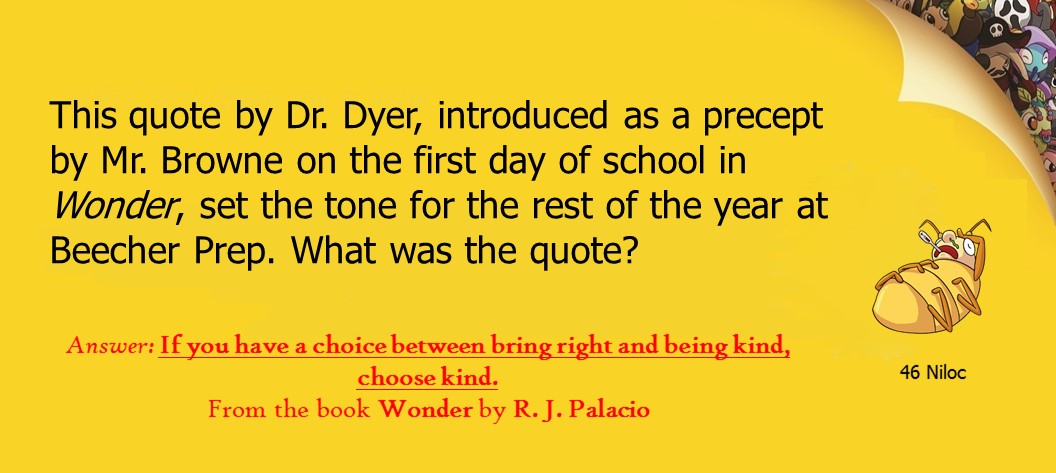 This quote by Dr. Dyer, introduced as a precept
by Mr. Browne on the first day of school in
Wonder, set the tone for the rest of the year at
Beecher Prep. What was the quote?
Answer: If you have a choice between bring right and being kind,
choose kind.
From the book Wonder by R. J. Palacio
46 Niloc